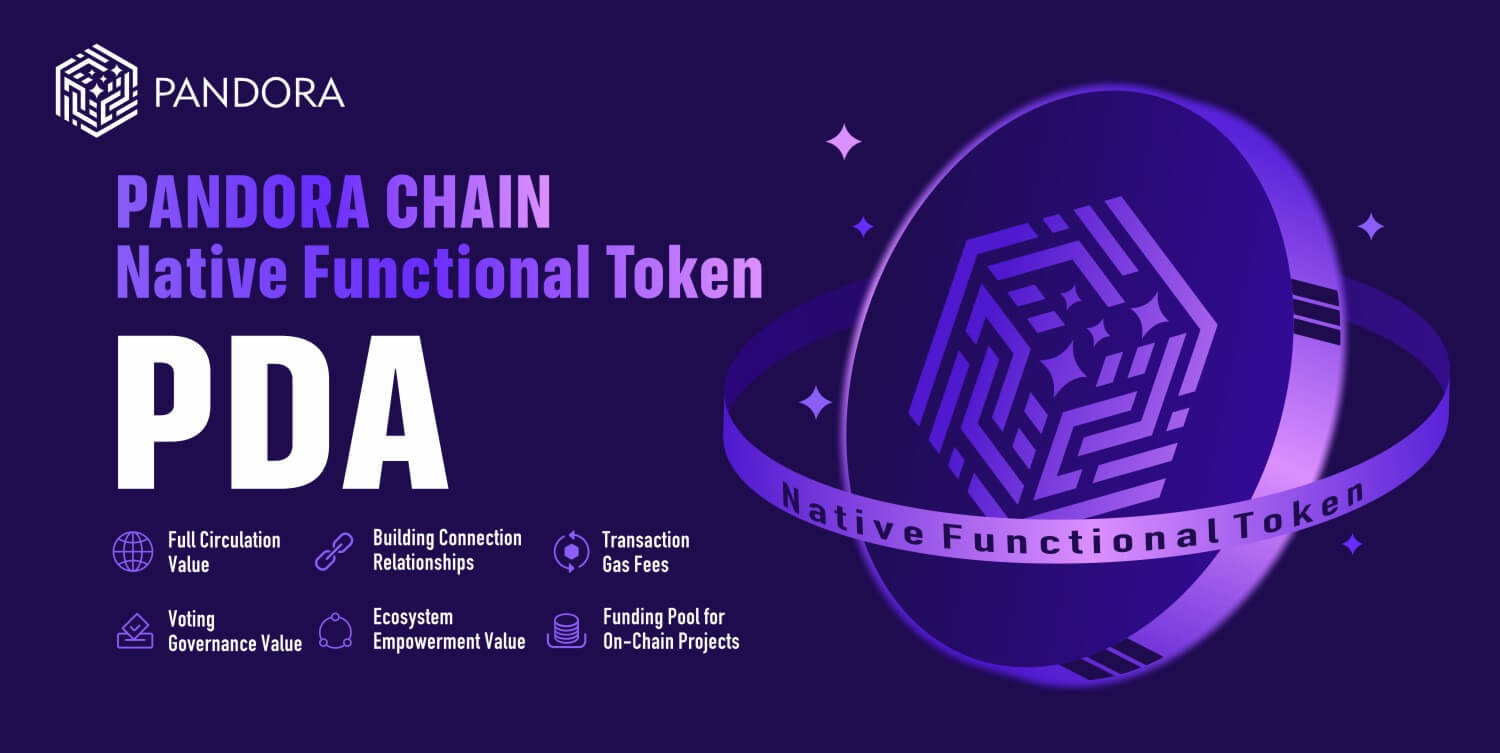 PANDORA
PANDORA CHAIN
Native Functional Token
PDA
Full Circulation
Value
Building Connection
Relationships
Transaction
Gas Fees
Voting
Governance Value
Ecosystem
Empowerment Value
Funding Pool for
On-Chain Projects
Native Functional Token